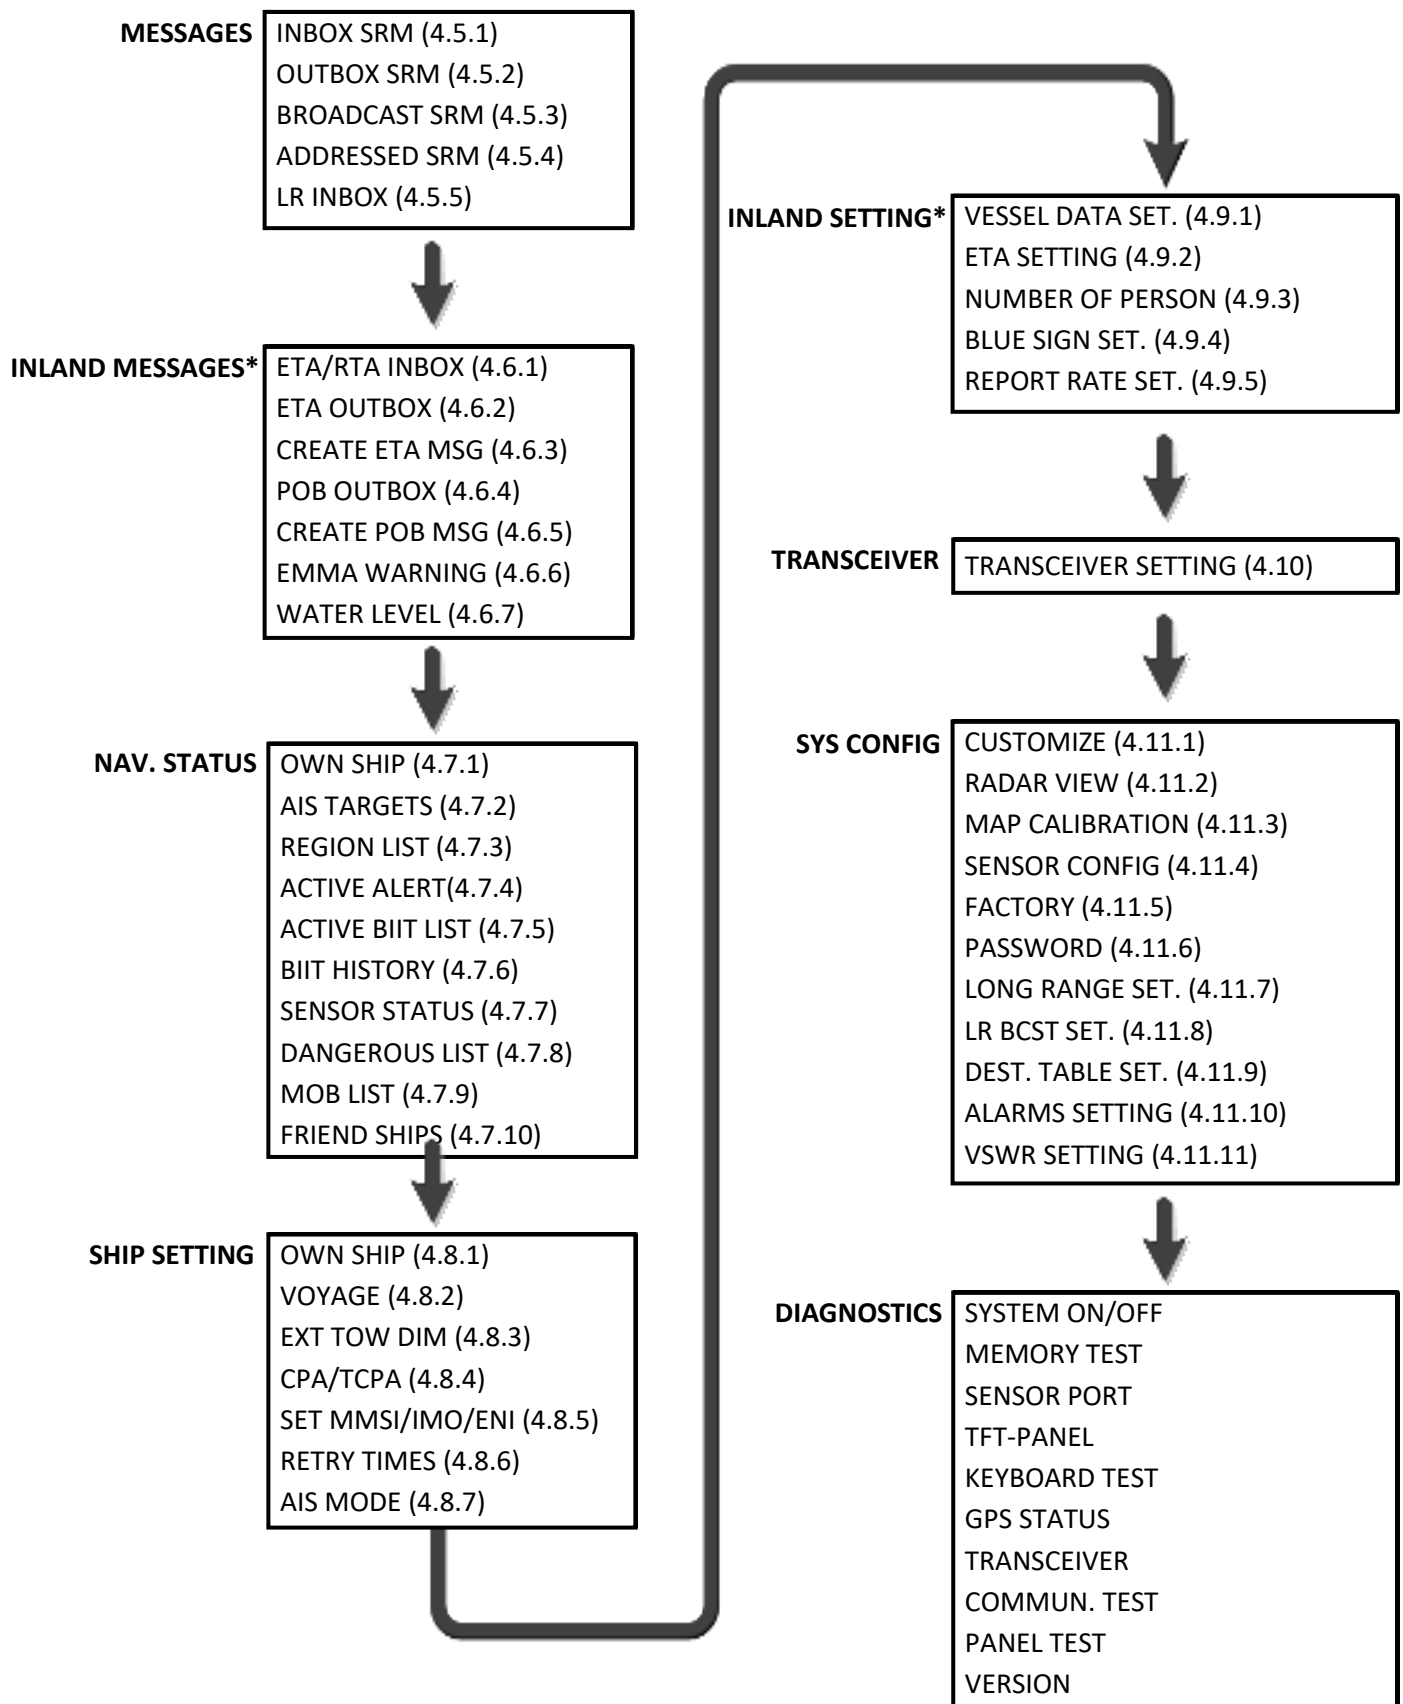 MESSAGES
INBOX SRM (4.5.1)
OUTBOX SRM (4.5.2)
BROADCAST SRM (4.5.3)
ADDRESSED SRM (4.5.4)
LR INBOX (4.5.5)
INLAND MESSAGES*
ETA/RTA INBOX (4.6.1)
ETA OUTBOX (4.6.2)
CREATE ETA MSG (4.6.3)
POB OUTBOX (4.6.4)
CREATE POB MSG (4.6.5)
EMMA WARNING (4.6.6)
WATER LEVEL (4.6.7)
NAV. STATUS
OWN SHIP (4.7.1)
AIS TARGETS (4.7.2)
REGION LIST (4.7.3)
ACTIVE ALERT(4.7.4)
ACTIVE BIIT LIST (4.7.5)
BIIT HISTORY (4.7.6)
SENSOR STATUS (4.7.7)
DANGEROUS LIST (4.7.8)
MOB LIST (4.7.9)
FRIEND SHIPS (4.7.10)
SHIP SETTING
OWN SHIP (4.8.1)
VOYAGE (4.8.2)
EXT TOW DIM (4.8.3)
CPA/TCPA (4.8.4)
SET MMSI/IMO/ENI (4.8.5)
RETRY TIMES (4.8.6)
AIS MODE (4.8.7)
INLAND SETTING*
VESSEL DATA SET. (4.9.1)
ETA SETTING (4.9.2)
NUMBER OF PERSON (4.9.3)
BLUE SIGN SET. (4.9.4)
REPORT RATE SET. (4.9.5)
TRANSCEIVER
TRANSCEIVER SETTING (4.10)
SYS CONFIG
CUSTOMIZE (4.11.1)
RADAR VIEW (4.11.2)
MAP CALIBRATION (4.11.3)
SENSOR CONFIG (4.11.4)
FACTORY (4.11.5)
PASSWORD (4.11.6)
LONG RANGE SET. (4.11.7)
LR BCST SET. (4.11.8)
DEST. TABLE SET. (4.11.9)
ALARMS SETTING (4.11.10)
VSWR SETTING (4.11.11)
DIAGNOSTICS
SYSTEM ON/OFF
MEMORY TEST
SENSOR PORT
TFT-PANEL
KEYBOARD TEST
GPS STATUS
TRANSCEIVER
COMMUN. TEST
PANEL TEST
VERSION